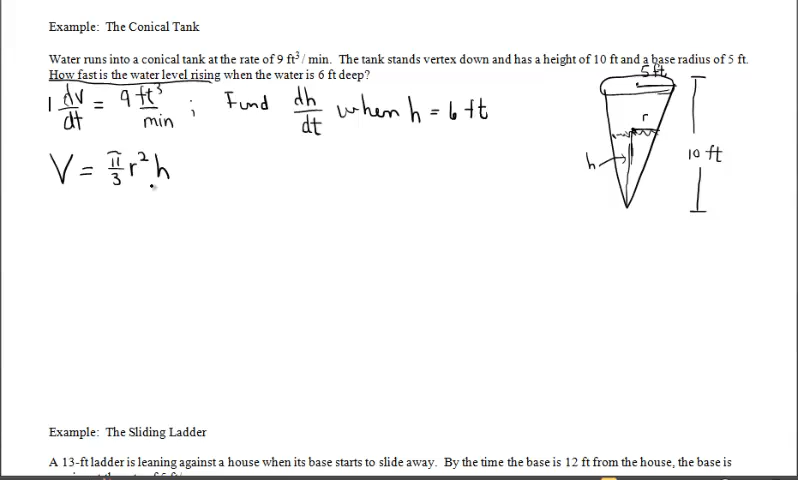 Example: The Conical Tank
Water runs into a conical tank at the rate of 9 ft³ / min. The tank stands vertex down and has a height of 10 ft and a base radius of 5 ft.
How fast is the water level rising when the water is 6 ft deep?
5 ft
1 dv/dt = 9 ft³/min ; Find dh/dt when h = 6 ft
r
10 ft
h
V = π/3 r² h
Example: The Sliding Ladder
A 13-ft ladder is leaning against a house when its base starts to slide away. By the time the base is 12 ft from the house, the base is